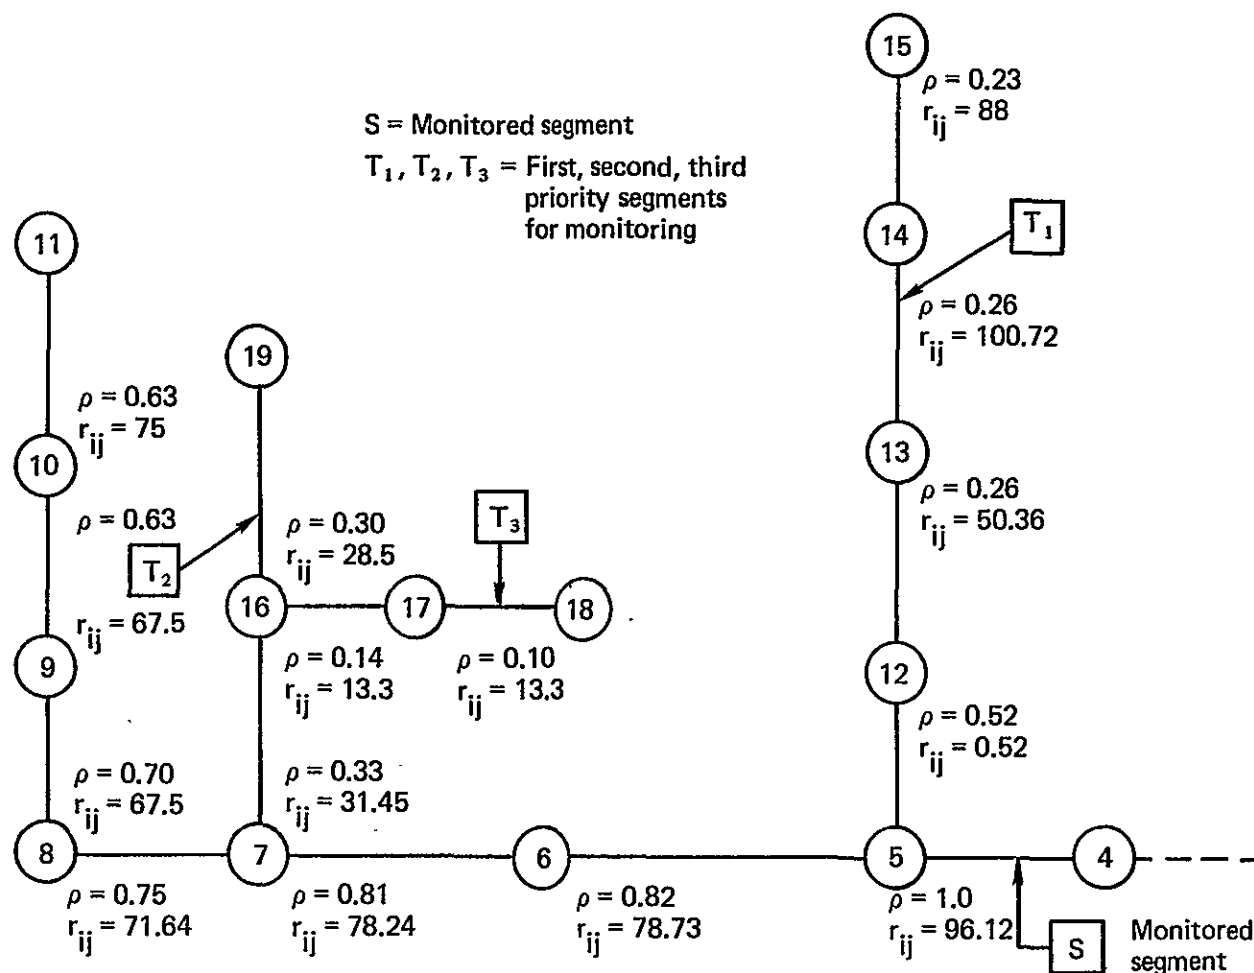 15
ρ = 0.23
r_ij = 88
S = Monitored segment
T₁, T₂, T₃ = First, second, third
priority segments
for monitoring
14
T₁
11
ρ = 0.26
r_ij = 100.72
19
ρ = 0.63
r_ij = 75
10
13
ρ = 0.26
r_ij = 50.36
ρ = 0.63
ρ = 0.30
r_ij = 28.5
T₃
T₂
r_ij = 67.5
16
17
18
9
ρ = 0.14
r_ij = 13.3
ρ = 0.10
r_ij = 13.3
12
ρ = 0.52
r_ij = 0.52
ρ = 0.70
r_ij = 67.5
ρ = 0.33
r_ij = 31.45
8
7
6
5
4
ρ = 0.75
r_ij = 71.64
ρ = 0.81
r_ij = 78.24
ρ = 0.82
r_ij = 78.73
ρ = 1.0
r_ij = 96.12
S
Monitored
segment